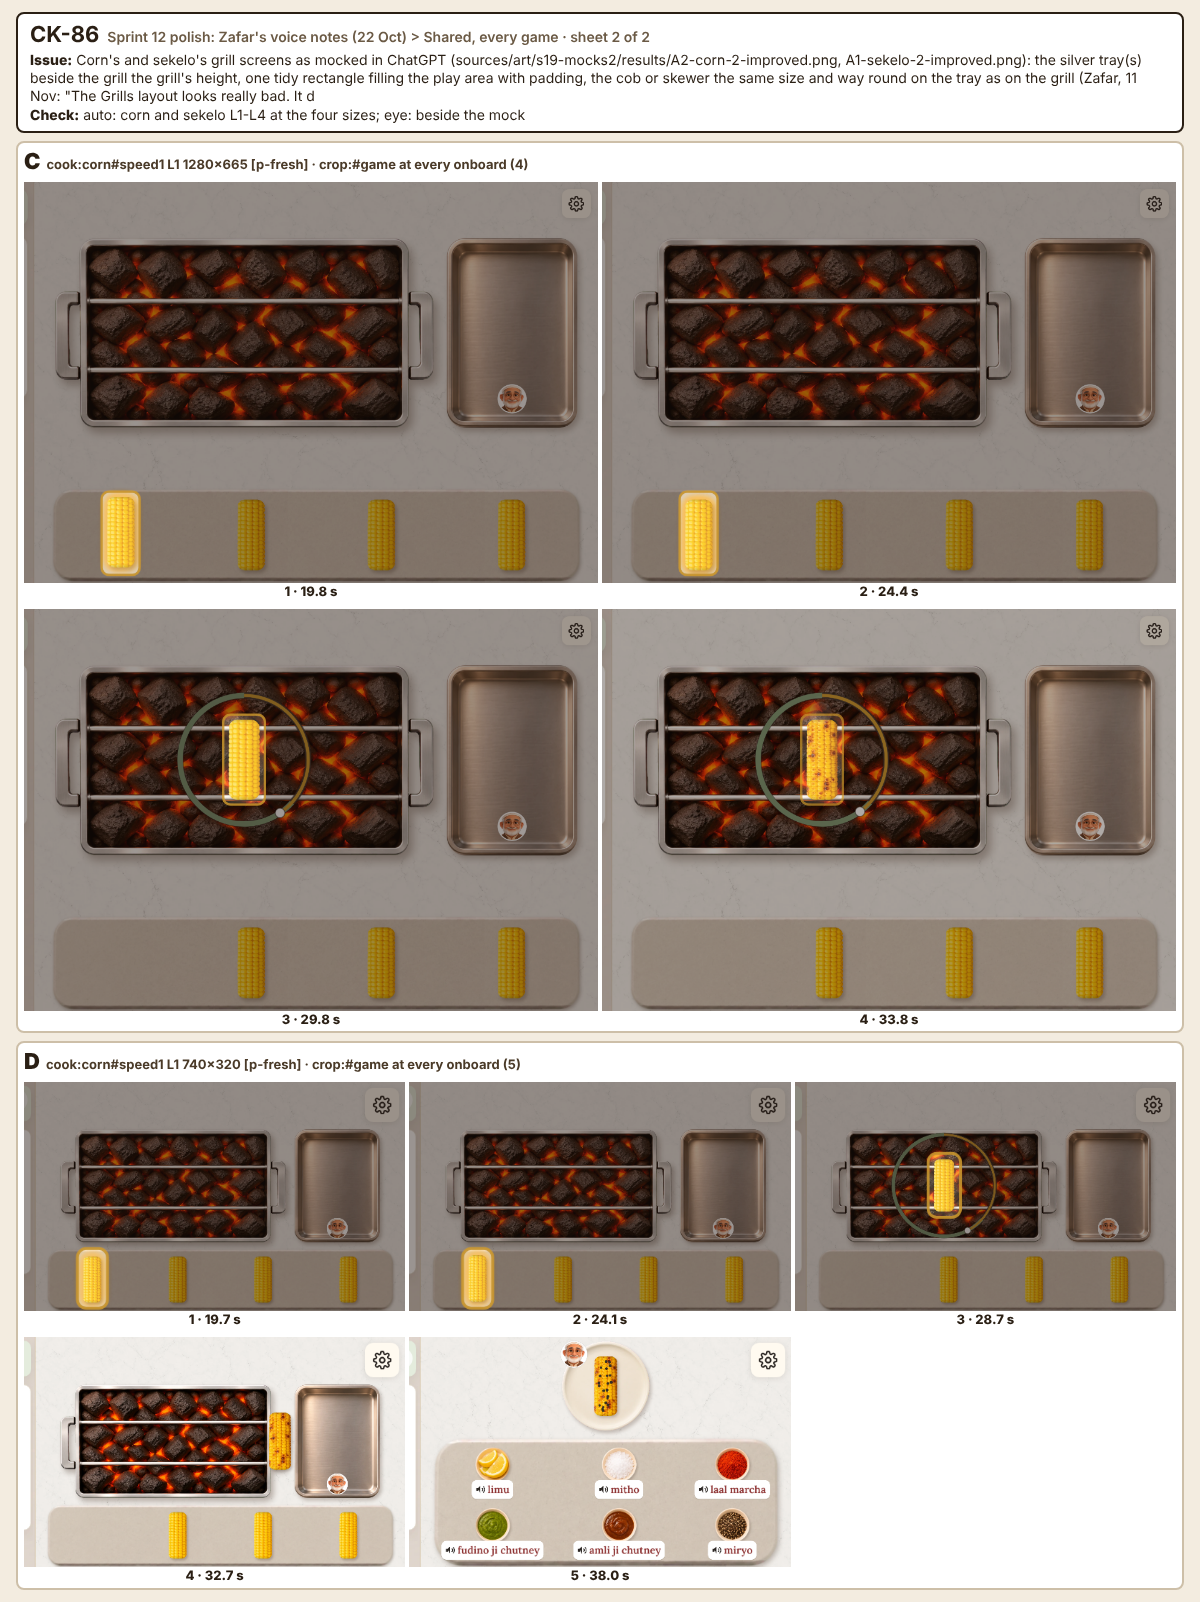 CK-86 Sprint 12 polish: Zafar's voice notes (22 Oct) > Shared, every game · sheet 2 of 2
Issue: Corn's and sekelo's grill screens as mocked in ChatGPT (sources/art/s19-mocks2/results/A2-corn-2-improved.png, A1-sekelo-2-improved.png): the silver tray(s)
beside the grill the grill's height, one tidy rectangle filling the play area with padding, the cob or skewer the same size and way round on the tray as on the grill (Zafar, 11
Nov: "The Grills layout looks really bad. It d
Check: auto: corn and sekelo L1-L4 at the four sizes; eye: beside the mock
C cook:corn#speed1 L1 1280×665 [p-fresh] · crop:#game at every onboard (4)
1 · 19.8 s
2 · 24.4 s
3 · 29.8 s
4 · 33.8 s
D cook:corn#speed1 L1 740×320 [p-fresh] · crop:#game at every onboard (5)
1 · 19.7 s
2 · 24.1 s
3 · 28.7 s
limu
mitho
laal marcha
fudino ji chutney
amli ji chutney
miryo
4 · 32.7 s
5 · 38.0 s